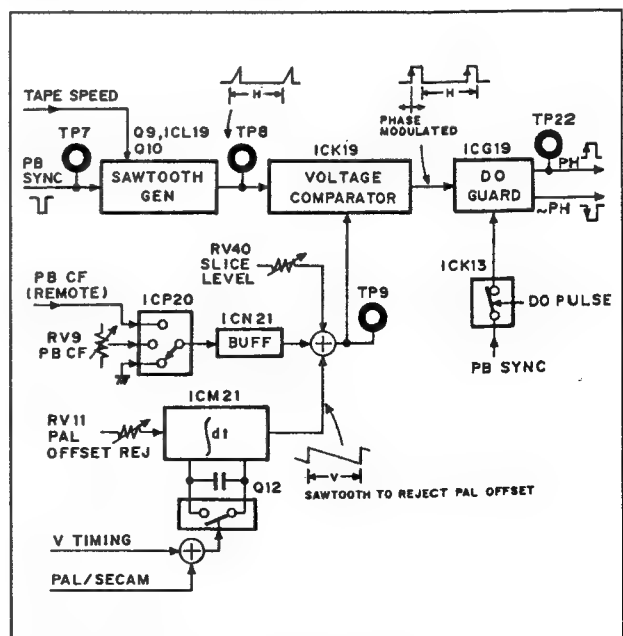 TAPE SPEED
TP7
Q9, ICL19
Q10
TP8
H
PHASE
MODULATED
H
ICK19
ICG19
TP22
PH
PB
SYNC
SAWTOOTH
GEN
VOLTAGE
COMPARATOR
DO
GUARD
~PH
RV40
SLICE
LEVEL
TP9
ICK13
DO PULSE
PB SYNC
PB CF
(REMOTE)
ICP20
RV9
PB CF
ICN21
BUFF
+
ICM21
RV11
PAL
OFFSET REJ
∫dt
V
SAWTOOTH TO REJECT PAL OFFSET
Q12
V TIMING
+
PAL/SECAM